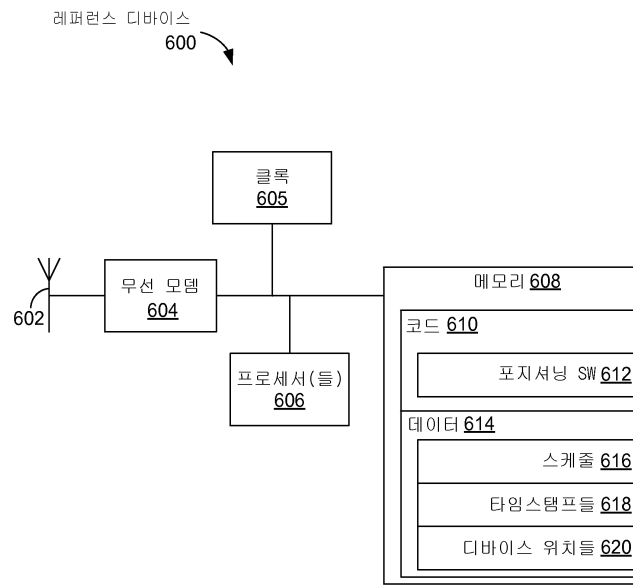 레퍼런스 디바이스
600
클록
605
무선 모뎀
604
602
프로세서(들)
606
메모리 608
코드 610
포지셔닝 SW 612
데이터 614
스케줄 616
타임스탬프들 618
디바이스 위치들 620